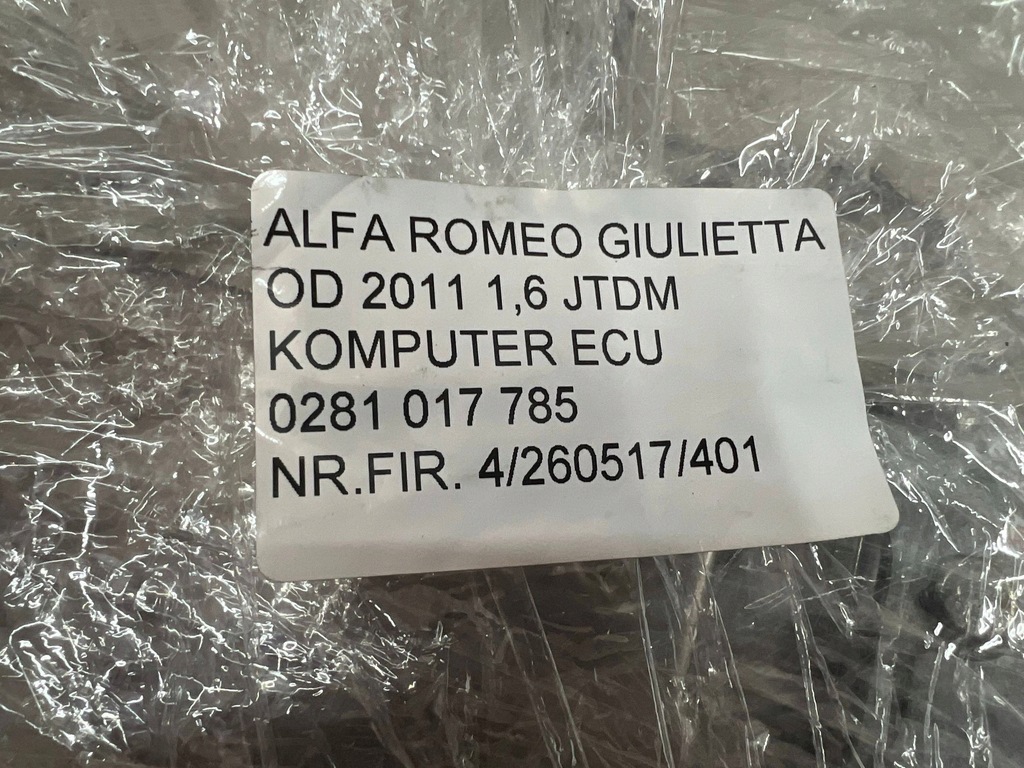 ALFA ROMEO GIULIETTA
OD 2011 1,6 JTDM
KOMPUTER ECU
0281 017 785
NR.FIR. 4/260517/401